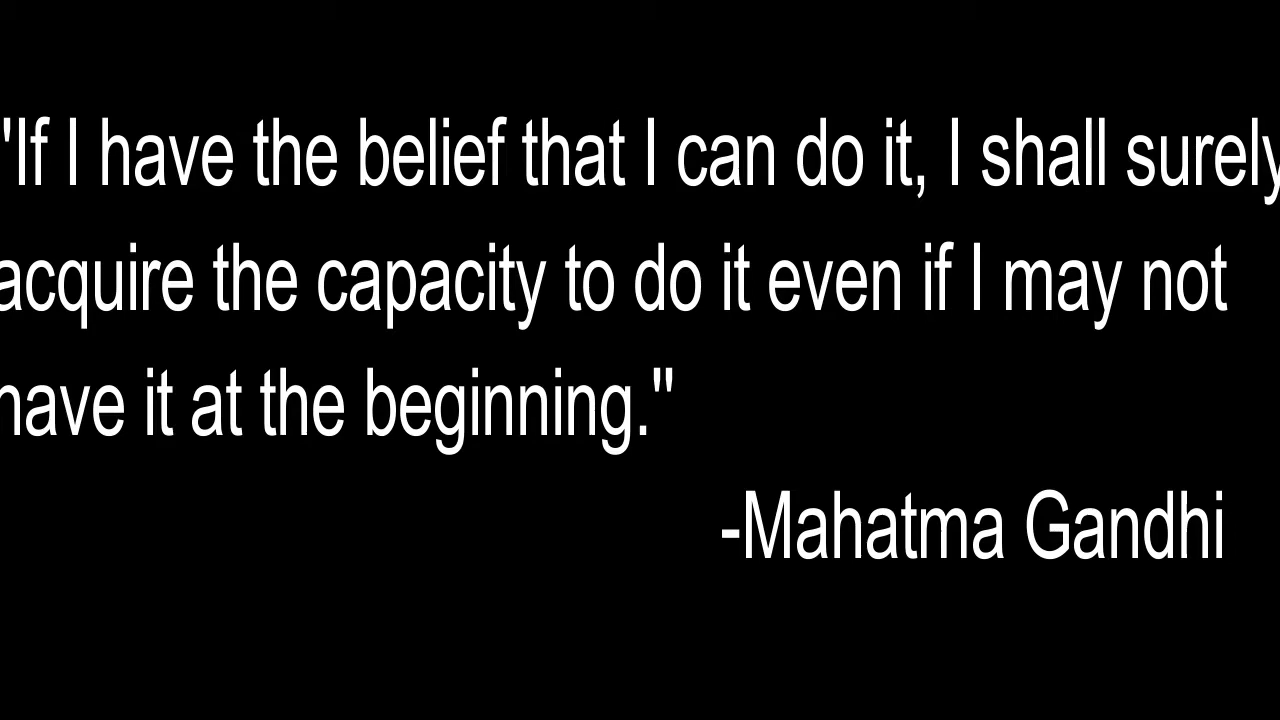 "If I have the belief that I can do it, I shall surely
acquire the capacity to do it even if I may not
have it at the beginning."
-Mahatma Gandhi